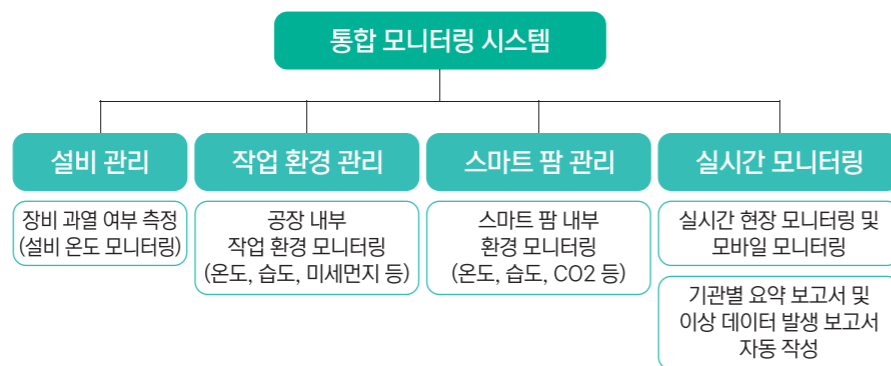 통합 모니터링 시스템
설비 관리
장비 과열 여부 측정
(설비 온도 모니터링)
작업 환경 관리
공장 내부
작업 환경 모니터링
(온도, 습도, 미세먼지 등)
스마트 팜 관리
스마트 팜 내부
환경 모니터링
(온도, 습도, CO2 등)
실시간 모니터링
실시간 현장 모니터링 및
모바일 모니터링
기관별 요약 보고서 및
이상 데이터 발생 보고서
자동 작성